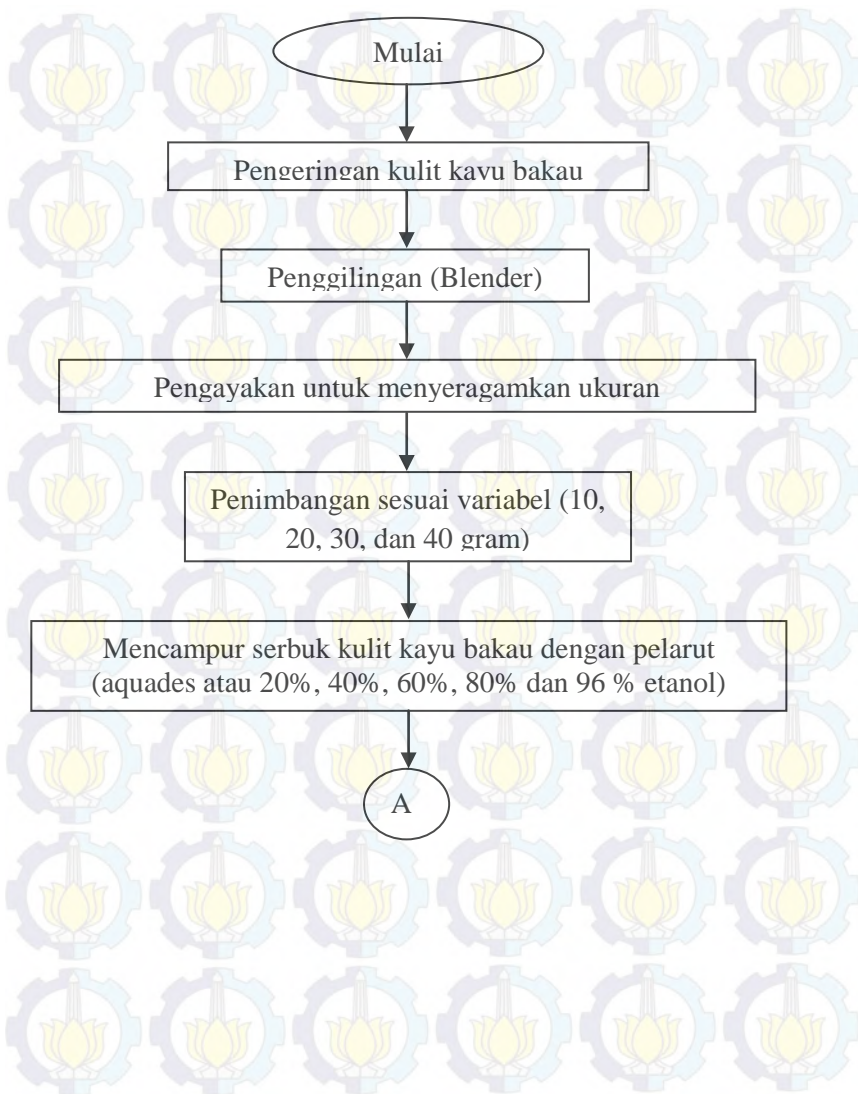 Mulai
Pengeringan kulit kayu bakau
Penggilingan (Blender)
Pengayakan untuk menyeragamkan ukuran
Penimbangan sesuai variabel (10,
20, 30, dan 40 gram)
Mencampur serbuk kulit kayu bakau dengan pelarut
(aquades atau 20%, 40%, 60%, 80% dan 96 % etanol)
A